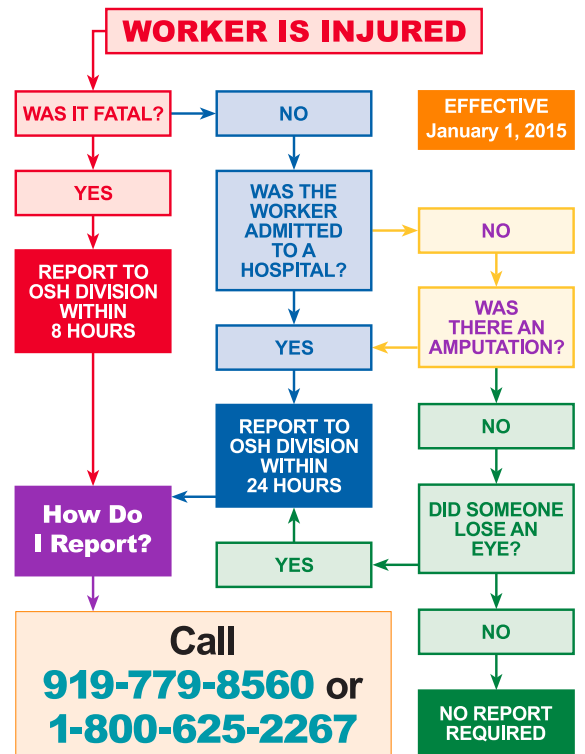 WORKER IS INJURED
WAS IT FATAL?
NO
EFFECTIVE
January 1, 2015
YES
WAS THE
WORKER
ADMITTED
TO A
HOSPITAL?
NO
REPORT TO
OSH DIVISION
WITHIN
8 HOURS
WAS
THERE AN
AMPUTATION?
YES
NO
REPORT TO
OSH DIVISION
WITHIN
24 HOURS
How Do
I Report?
DID SOMEONE
LOSE AN
EYE?
YES
NO
Call
919-779-8560 or
1-800-625-2267
NO REPORT
REQUIRED